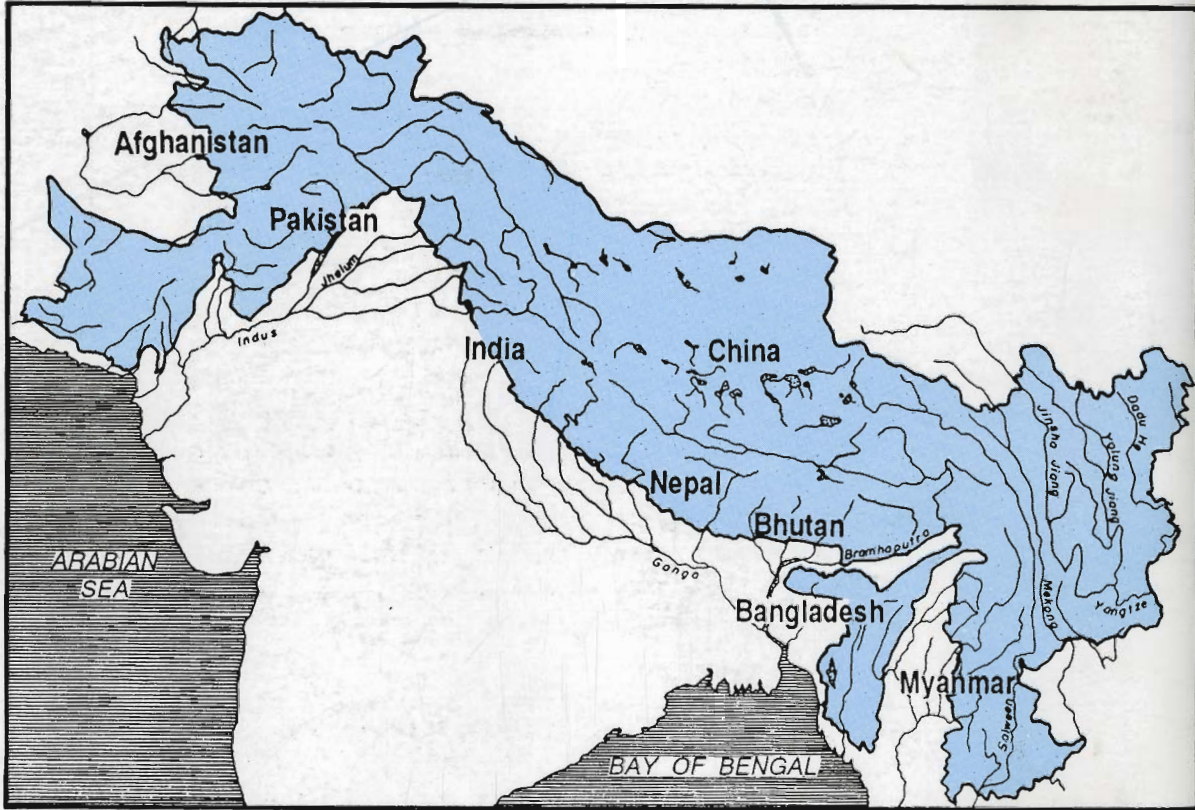 Afghanistan
Pakistan
Jhelum
Indus
India
China
Jinsha Jiang
Yalung Jiang
Dadu He
Nepal
Bhutan
Bramhaputra
Ganga
ARABIAN
SEA
Bangladesh
Mekong
Yangtze
Myanmar
Salween
BAY OF BENGAL